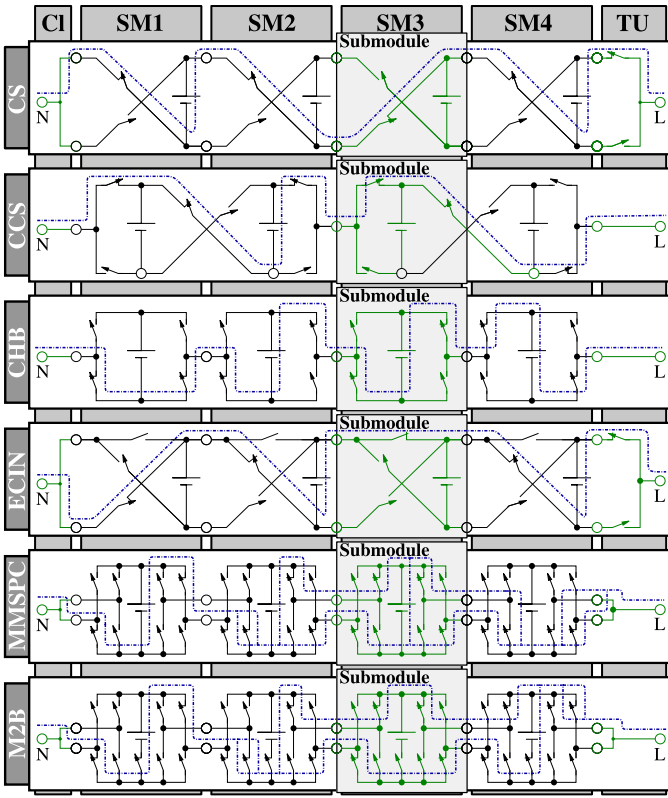 Cl SM1 SM2 SM3 SM4 TU
Submodule
CS
N
L
Submodule
CCS
N
L
Submodule
CHB
N
L
Submodule
ECIN
N
L
Submodule
MMSPC
N
L
Submodule
M2B
N
L